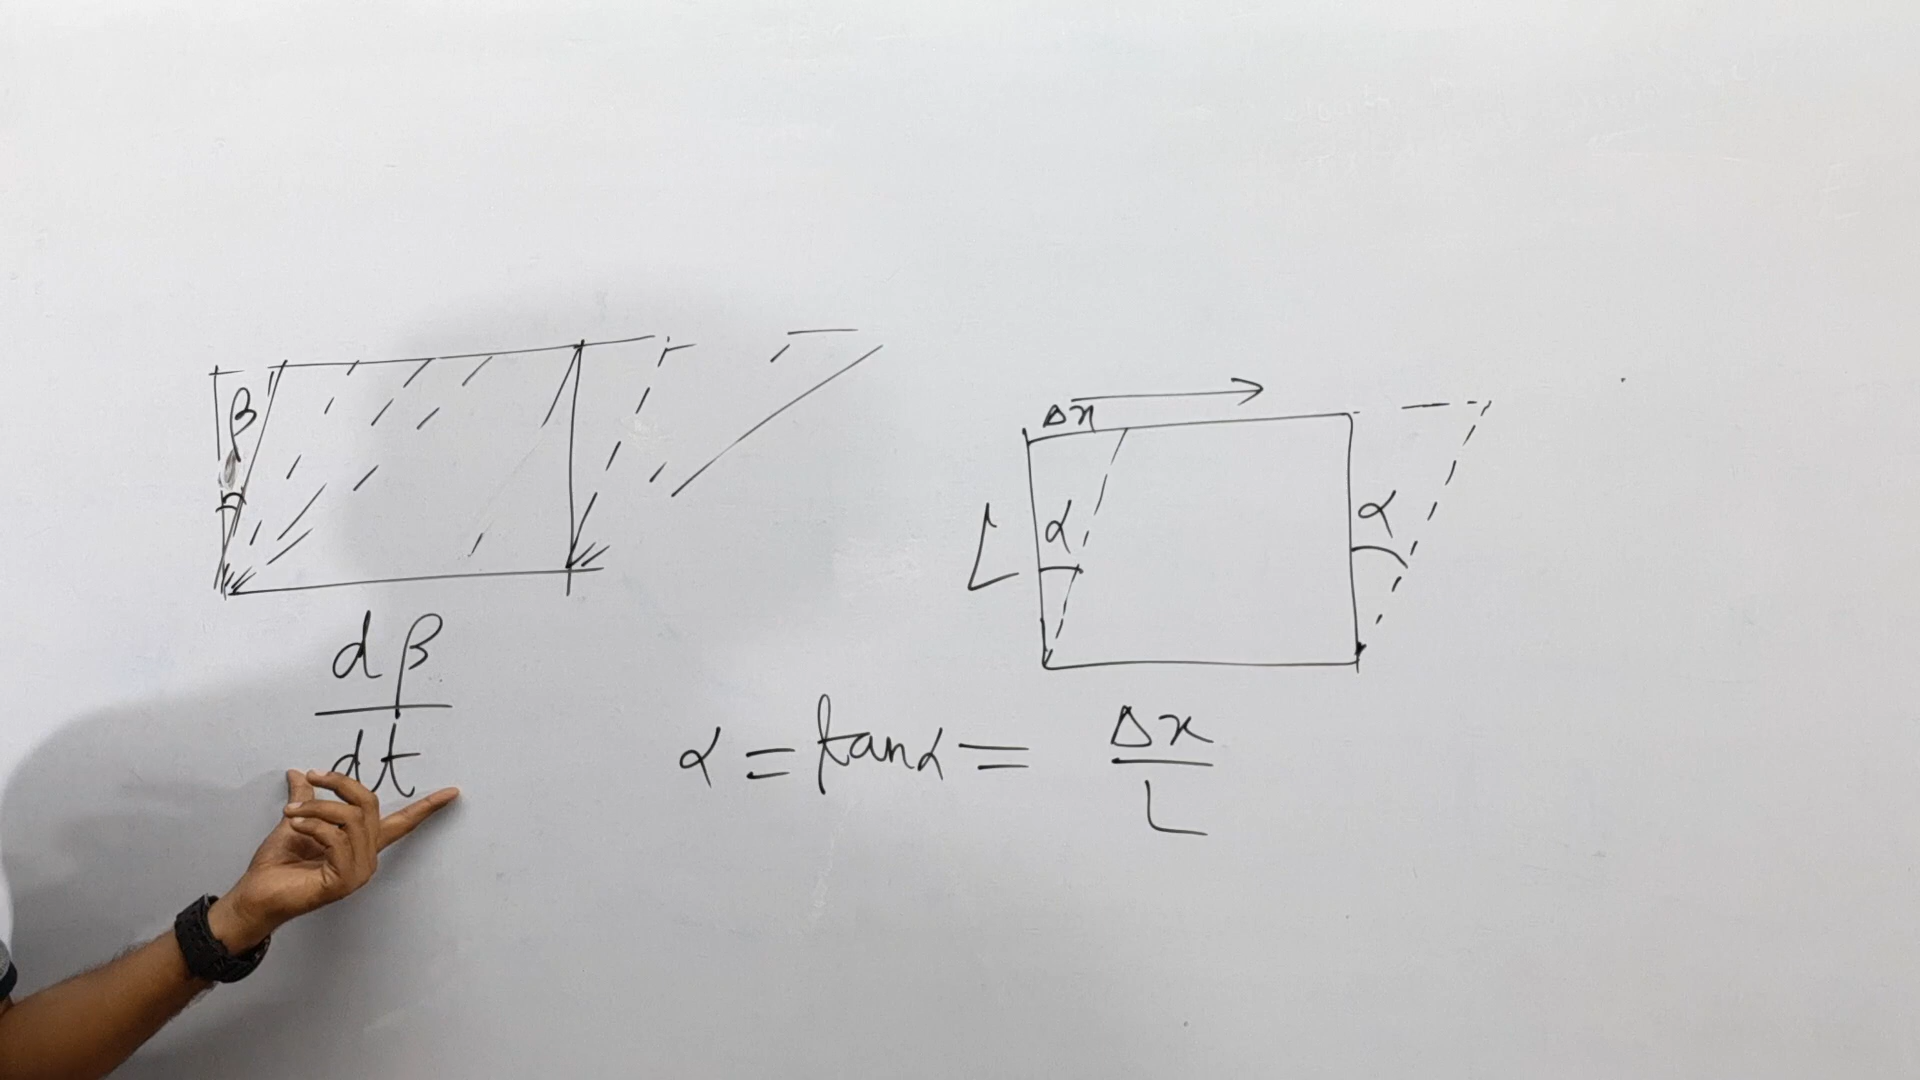 β
dβ
dt
Δx
L
α
α
α = tanα = Δx
L